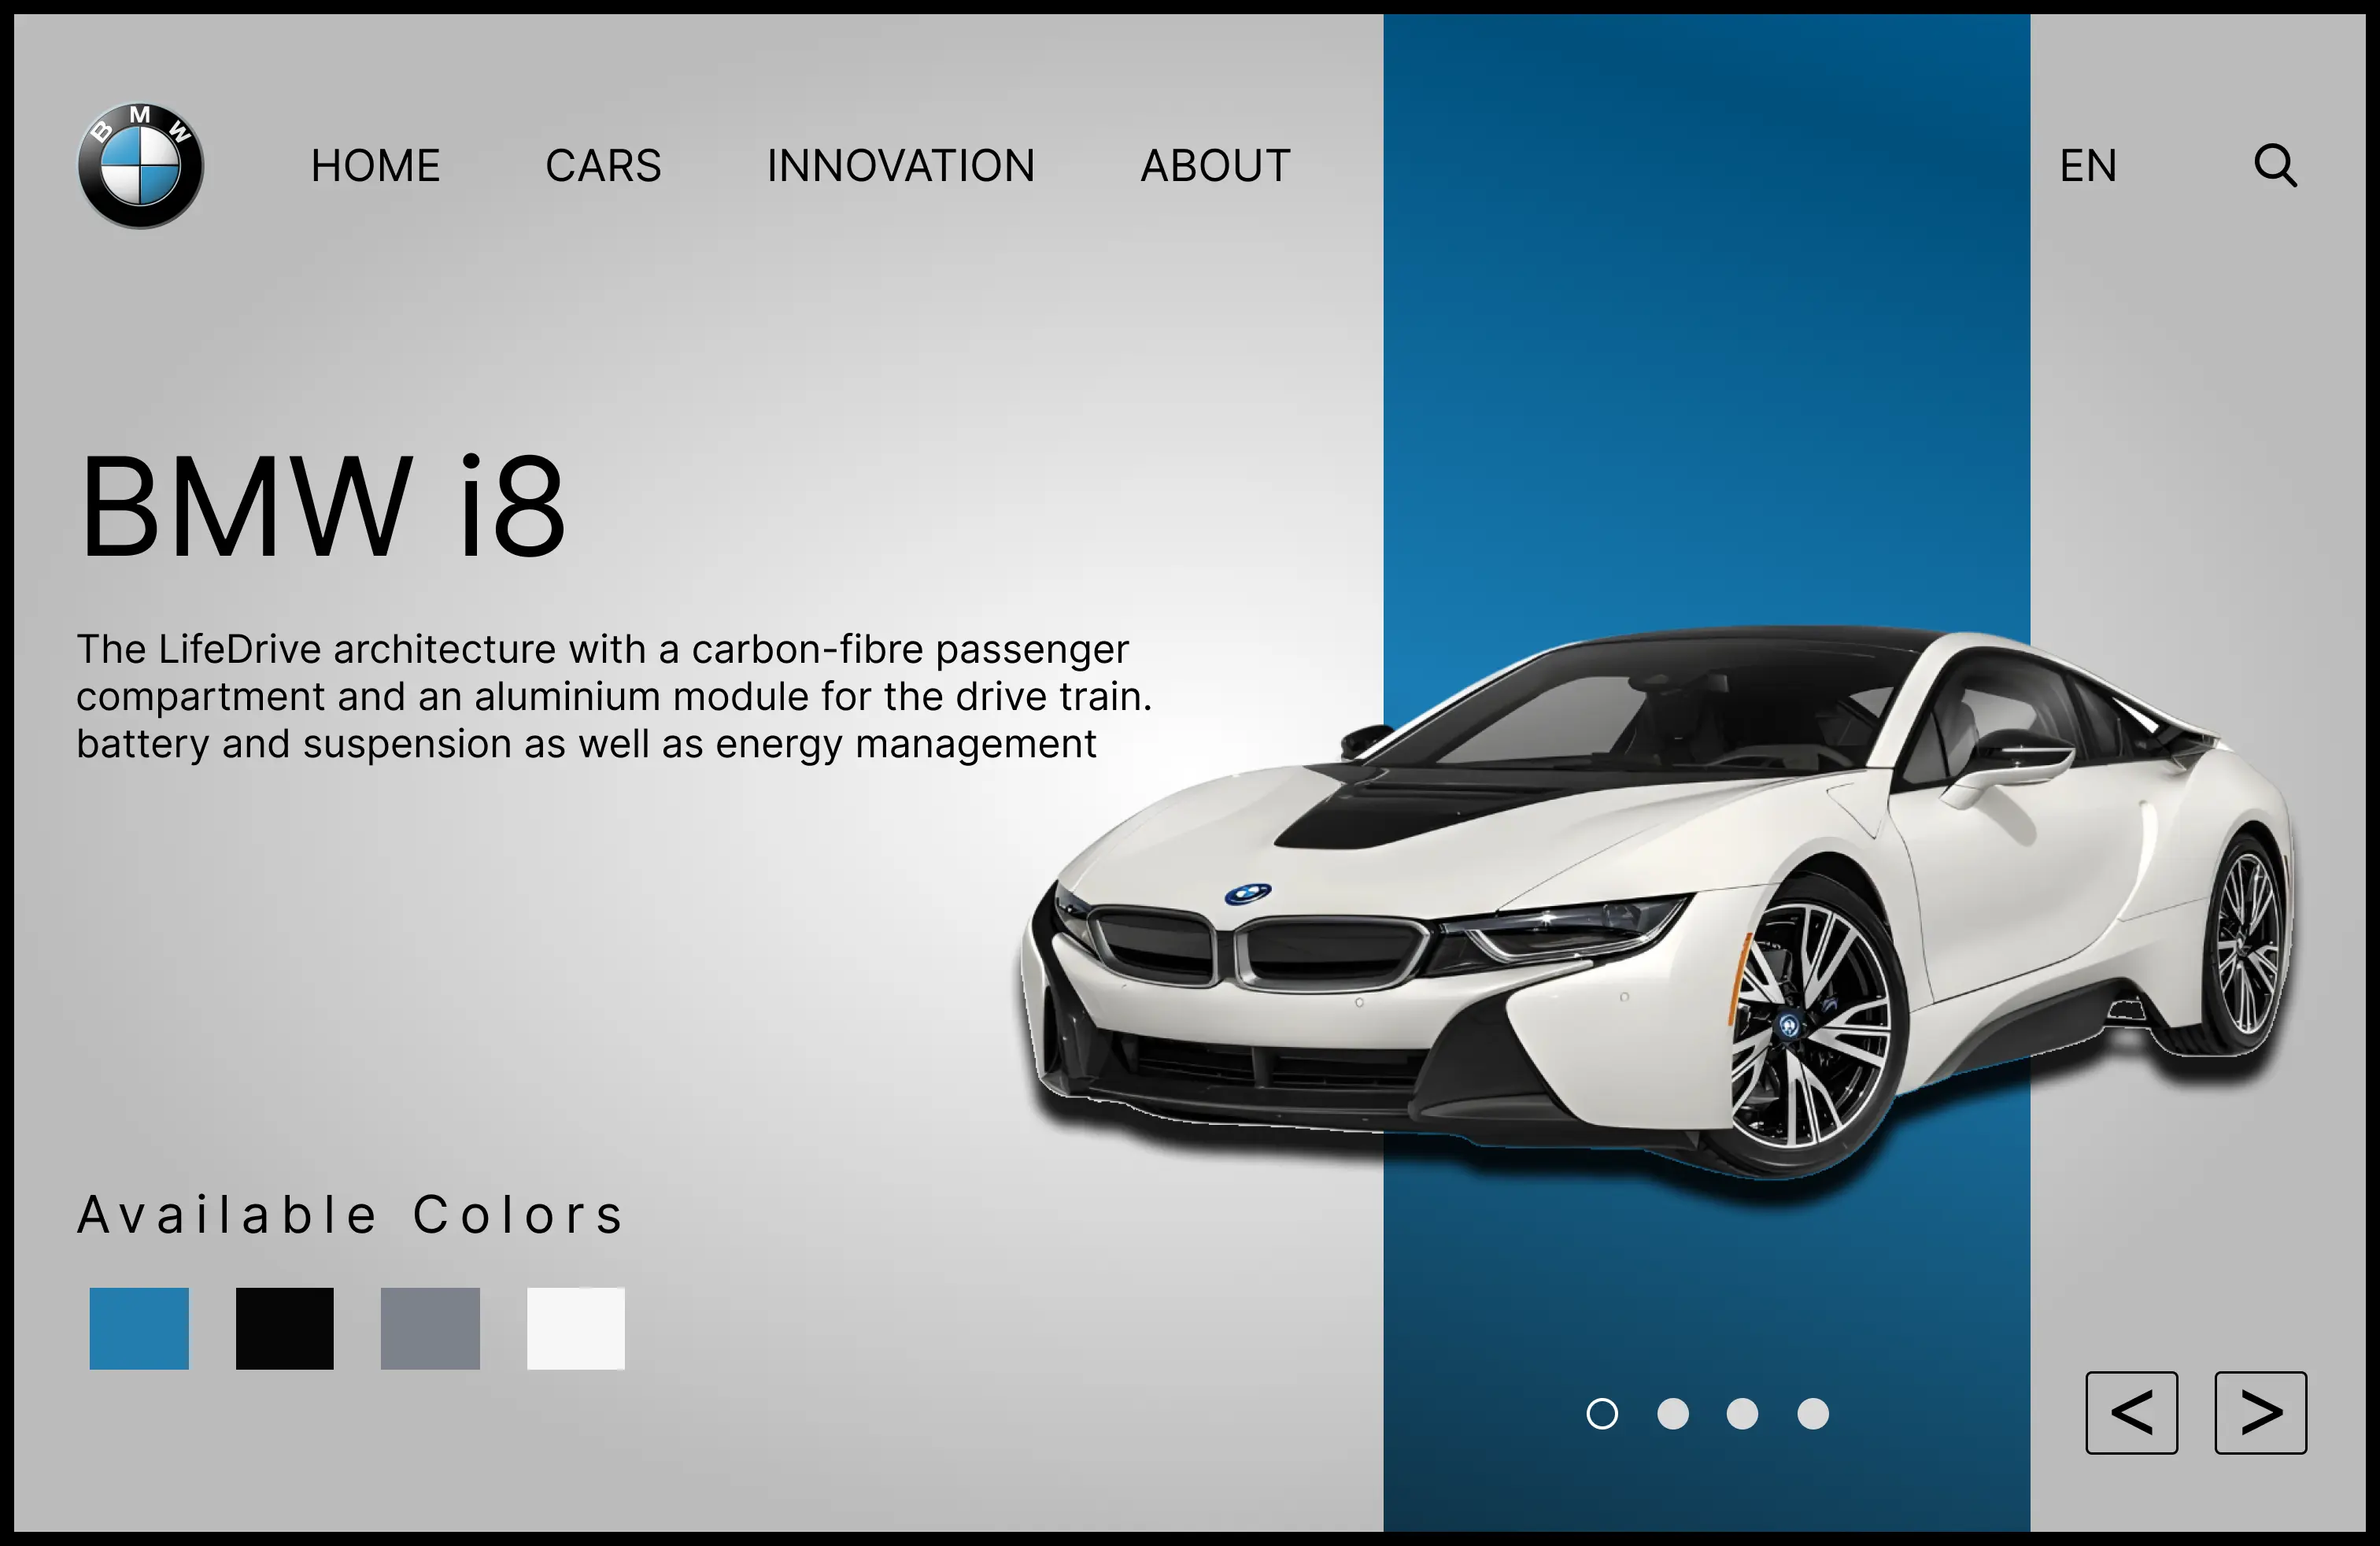 BMW
HOME CARS INNOVATION ABOUT EN
BMW i8
The LifeDrive architecture with a carbon-fibre passenger
compartment and an aluminium module for the drive train.
battery and suspension as well as energy management
Available Colors
< >